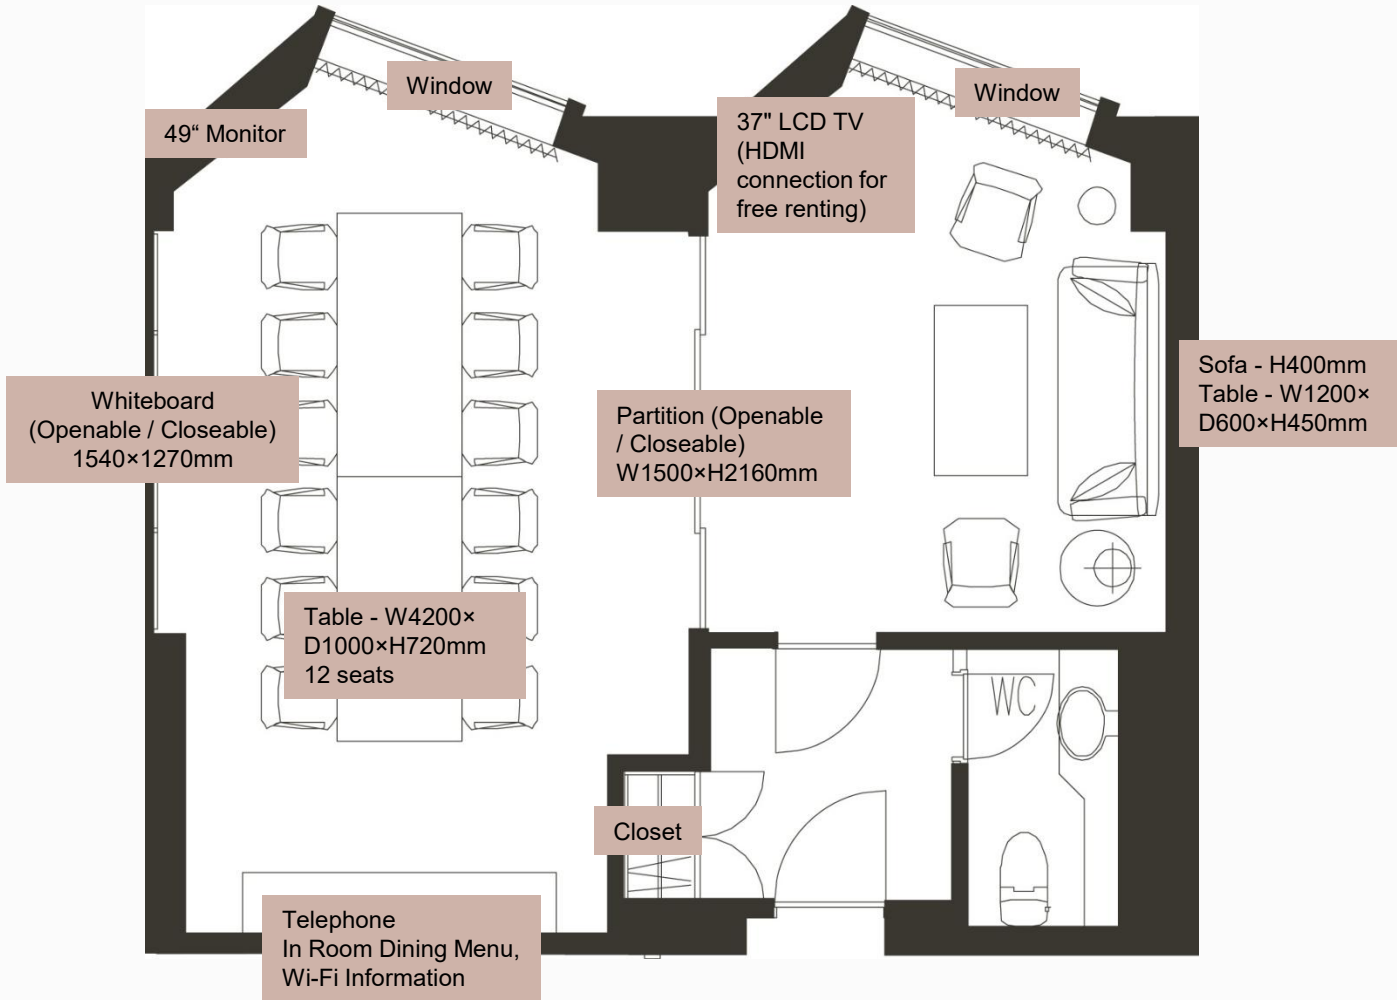 Window
Window
49“ Monitor
37" LCD TV
(HDMI
connection for
free renting)
Whiteboard
(Openable / Closeable)
1540×1270mm
Partition (Openable
/ Closeable)
W1500×H2160mm
Sofa - H400mm
Table - W1200×
D600×H450mm
Table - W4200×
D1000×H720mm
12 seats
WC
Closet
Telephone
In Room Dining Menu,
Wi-Fi Information